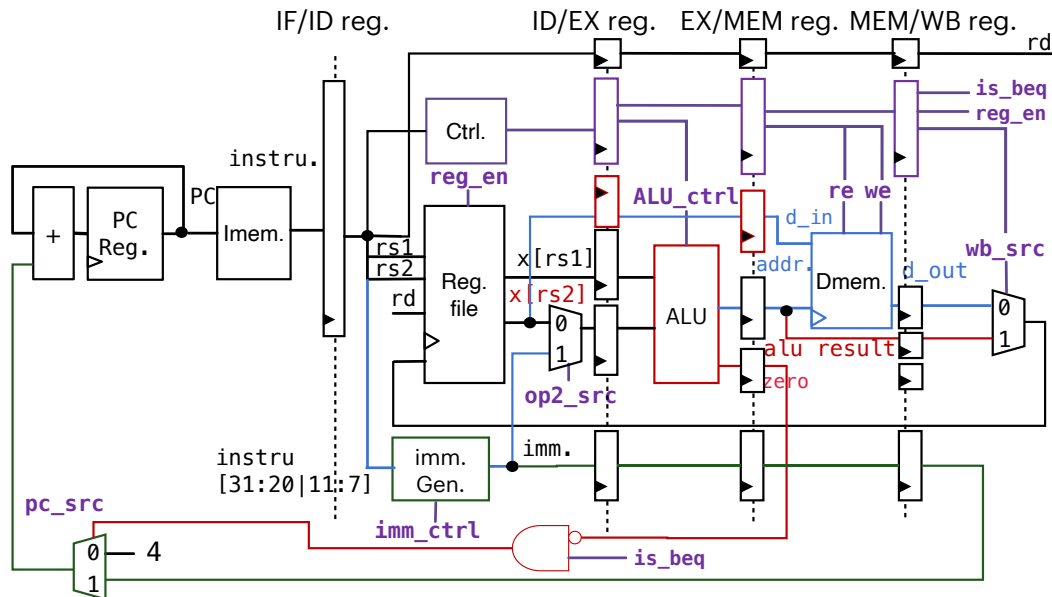 IF/ID reg.
ID/EX reg.
EX/MEM reg.
MEM/WB reg.
rd
is_beq
reg_en
Ctrl.
instru.
reg_en
ALU_ctrl
re we
PC
PC
Reg.
+
Imem.
rs1
rs2
rd
Reg.
file
x[rs1]
x[rs2]
0
1
op2_src
ALU
d_in
addr.
Dmem.
d_out
wb_src
0
1
alu result
zero
instru
[31:20|11:7]
imm.
Gen.
imm.
imm_ctrl
pc_src
0
4
1
is_beq